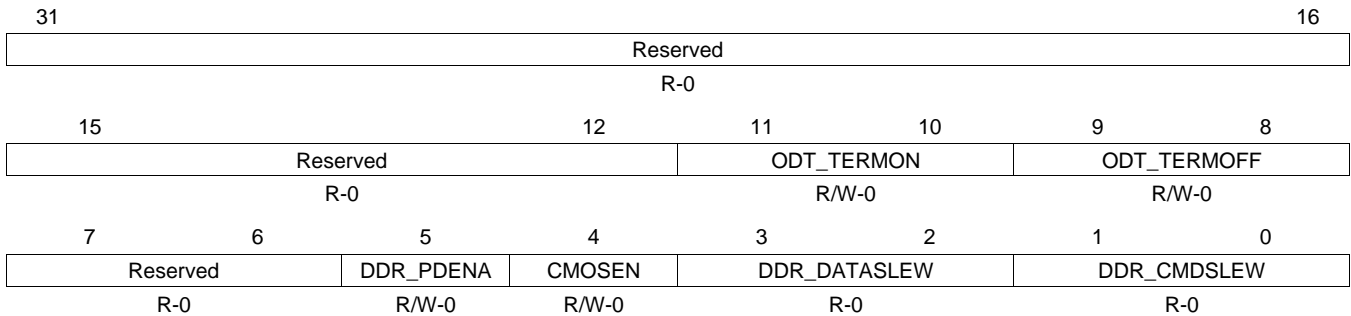 31 16
Reserved
R-0
15 12 11 10 9 8
Reserved ODT_TERMON ODT_TERMOFF
R-0 R/W-0 R/W-0
7 6 5 4 3 2 1 0
Reserved DDR_PDENA CMOSEN DDR_DATASLEW DDR_CMDSLEW
R-0 R/W-0 R/W-0 R-0 R-0